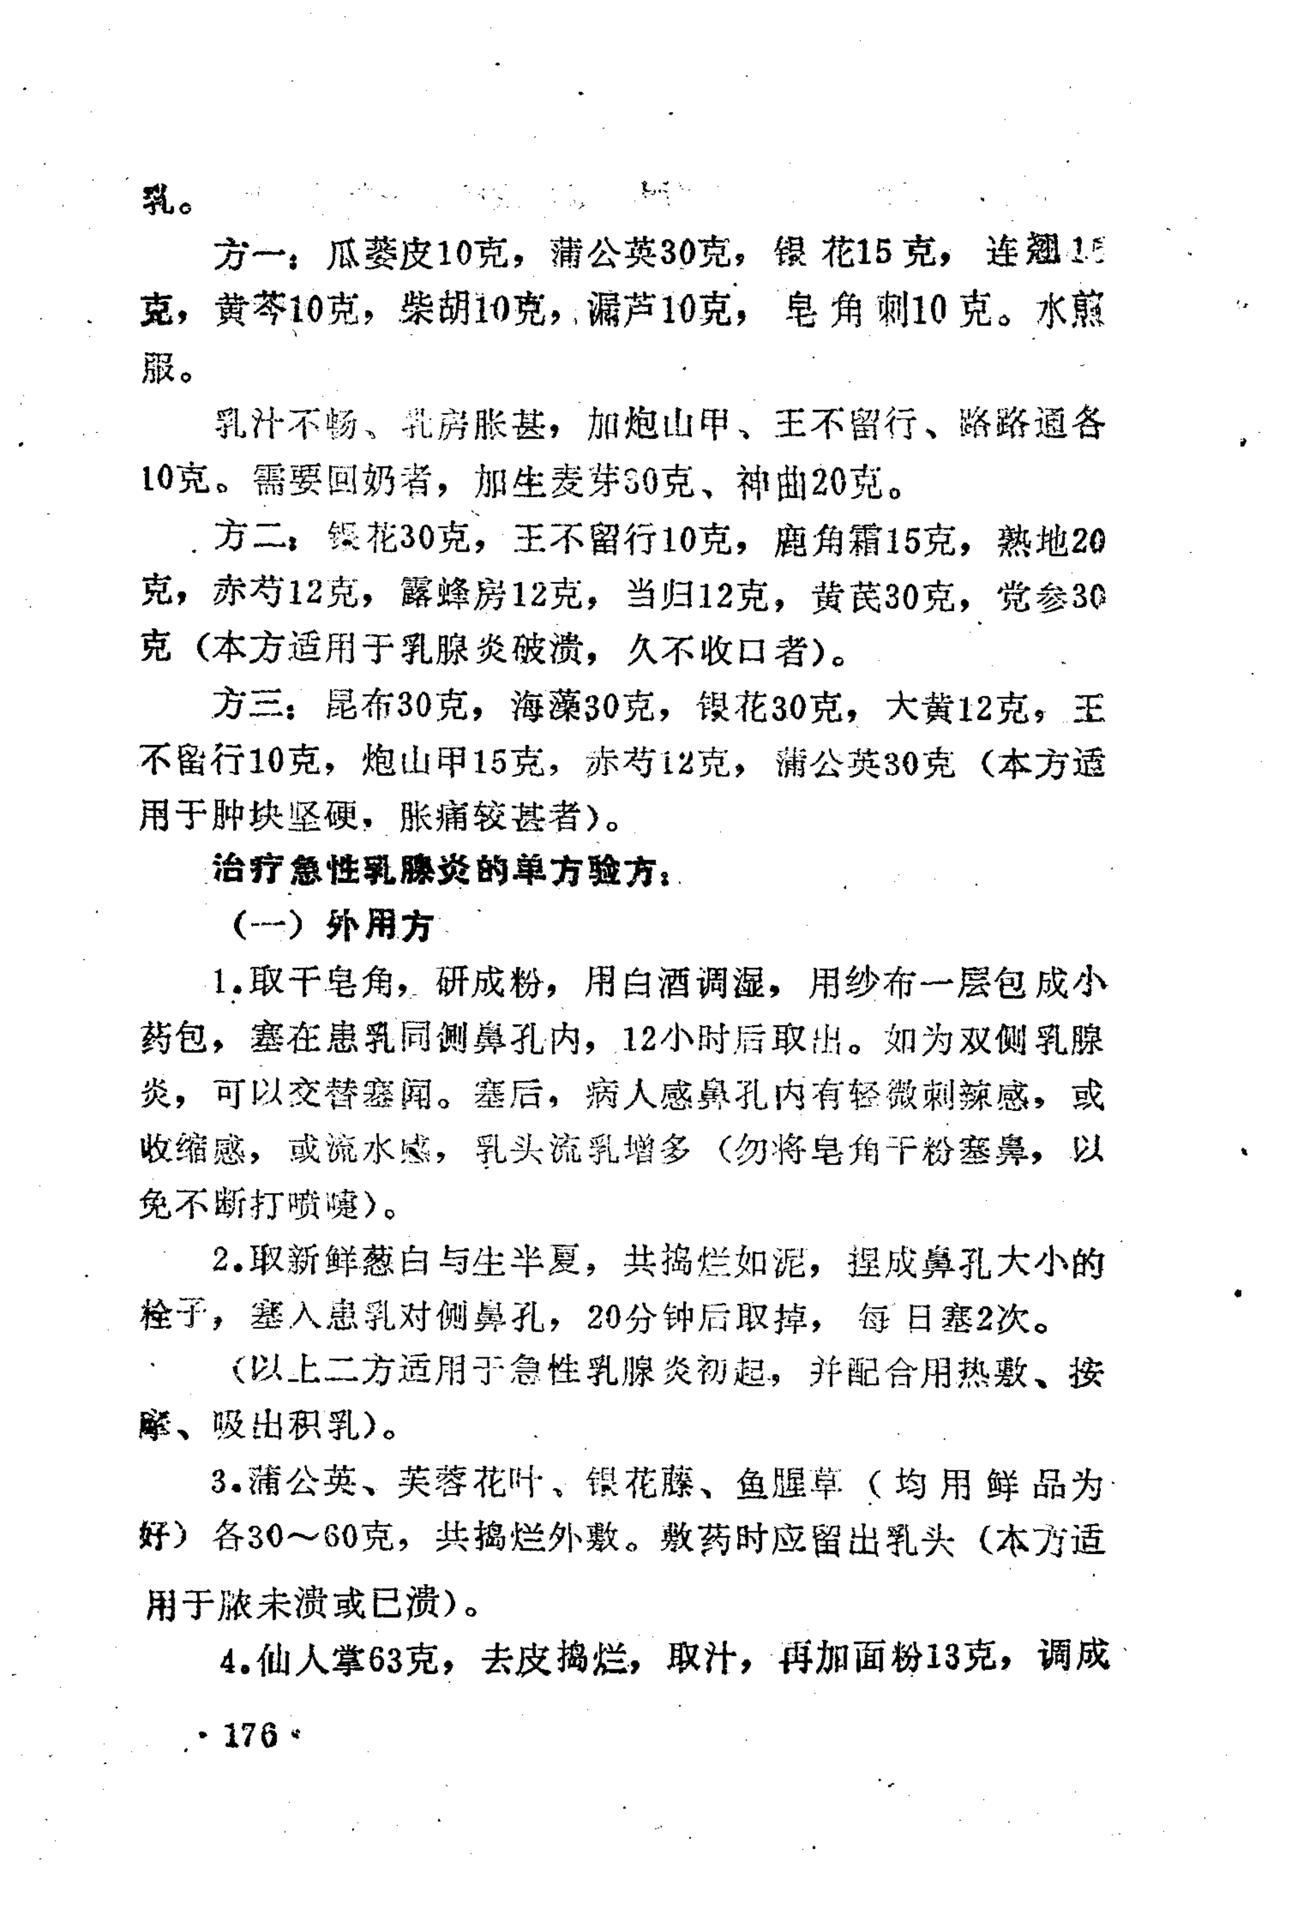 乳。
方一：瓜蒌皮10克，蒲公英30克，银花15克，连翘15
克，黄芩10克，柴胡10克，漏芦10克，皂角刺10克。水煎
服。
乳汁不畅、乳房胀甚，加炮山甲、王不留行、路路通各
10克。需要回奶者，加生麦芽30克、神曲20克。
方二：银花30克，王不留行10克，鹿角霜15克，熟地20
克，赤芍12克，露蜂房12克，当归12克，黄芪30克，党参30
克（本方适用于乳腺炎破溃，久不收口者）。
方三：昆布30克，海藻30克，银花30克，大黄12克，王
不留行10克，炮山甲15克，赤芍12克，蒲公英30克（本方适
用于肿块坚硬，胀痛较甚者）。
治疗急性乳腺炎的单方验方：
（一）外用方
1.取干皂角，研成粉，用白酒调湿，用纱布一层包成小
药包，塞在患乳同侧鼻孔内，12小时后取出。如为双侧乳腺
炎，可以交替塞闻。塞后，病人感鼻孔内有轻微刺辣感，或
收缩感，或流水感，乳头流乳增多（勿将皂角干粉塞鼻，以
免不断打喷嚏）。
2.取新鲜葱白与生半夏，共捣烂如泥，捏成鼻孔大小的
栓子，塞入患乳对侧鼻孔，20分钟后取掉，每日塞2次。
（以上二方适用于急性乳腺炎初起，并配合用热敷、按
摩、吸出积乳）。
3.蒲公英、芙蓉花叶、银花藤、鱼腥草（均用鲜品为
好）各30～60克，共捣烂外敷。敷药时应留出乳头（本方适
用于脓未溃或已溃）。
4.仙人掌63克，去皮捣烂，取汁，再加面粉13克，调成
·176·